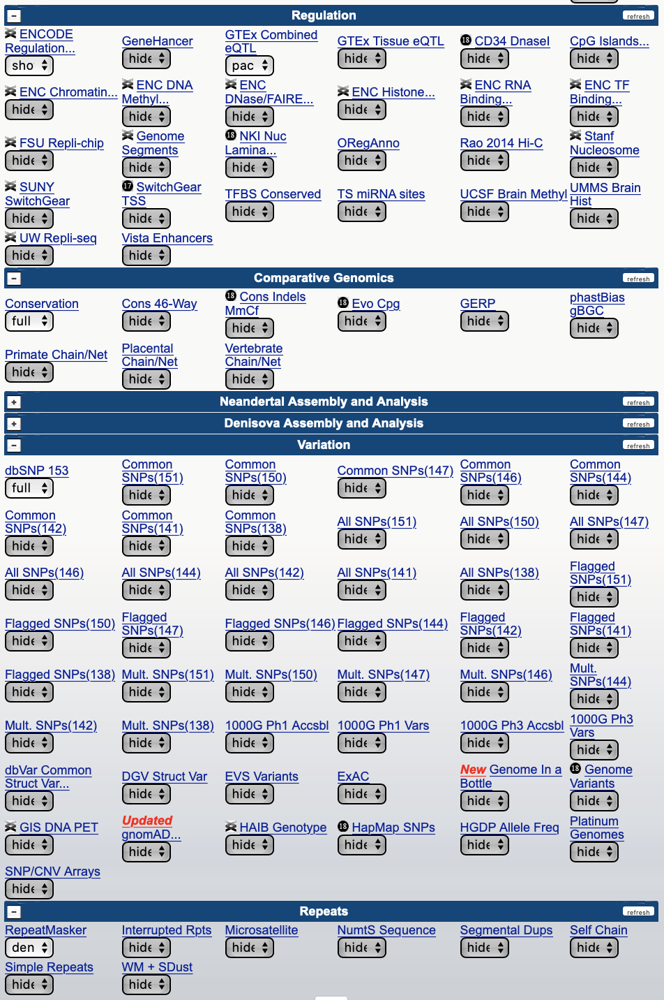 Regulation refresh
ENCODE Regulation... GeneHancer GTEx Combined eQTL GTEx Tissue eQTL 18 CD34 DnaseI CpG Islands...
sho hide pac hide hide hide
ENC Chromatin... ENC DNA Methyl... ENC DNase/FAIRE... ENC Histone... ENC RNA Binding... ENC TF Binding...
hide hide hide hide hide hide
FSU Repli-chip Genome Segments 18 NKI Nuc Lamina... ORegAnno Rao 2014 Hi-C Stanf Nucleosome
hide hide hide hide hide hide
SUNY SwitchGear 17 SwitchGear TSS TFBS Conserved TS miRNA sites UCSF Brain Methyl UMMS Brain Hist
hide hide hide hide hide hide
UW Repli-seq Vista Enhancers
hide hide
Comparative Genomics refresh
Conservation Cons 46-Way 18 Cons Indels MmCf 18 Evo Cpg GERP phastBias gBGC
full hide hide hide hide hide
Primate Chain/Net Placental Chain/Net Vertebrate Chain/Net
hide hide hide
Neandertal Assembly and Analysis refresh
Denisova Assembly and Analysis refresh
Variation refresh
dbSNP 153 Common SNPs(151) Common SNPs(150) Common SNPs(147) Common SNPs(146) Common SNPs(144)
full hide hide hide hide hide
Common SNPs(142) Common SNPs(141) Common SNPs(138) All SNPs(151) All SNPs(150) All SNPs(147)
hide hide hide hide hide hide
All SNPs(146) All SNPs(144) All SNPs(142) All SNPs(141) All SNPs(138) Flagged SNPs(151)
hide hide hide hide hide hide
Flagged SNPs(150) Flagged SNPs(147) Flagged SNPs(146) Flagged SNPs(144) Flagged SNPs(142) Flagged SNPs(141)
hide hide hide hide hide hide
Flagged SNPs(138) Mult. SNPs(151) Mult. SNPs(150) Mult. SNPs(147) Mult. SNPs(146) Mult. SNPs(144)
hide hide hide hide hide hide
Mult. SNPs(142) Mult. SNPs(138) 1000G Ph1 Accsbl 1000G Ph1 Vars 1000G Ph3 Accsbl 1000G Ph3 Vars
hide hide hide hide hide hide
dbVar Common Struct Var... DGV Struct Var EVS Variants ExAC New Genome In a Bottle 18 Genome Variants
hide hide hide hide hide hide
GIS DNA PET Updated gnomAD... HAIB Genotype 18 HapMap SNPs HGDP Allele Freq Platinum Genomes
hide hide hide hide hide hide
SNP/CNV Arrays
hide
Repeats refresh
RepeatMasker Interrupted Rpts Microsatellite NumtS Sequence Segmental Dups Self Chain
den hide hide hide hide hide
Simple Repeats WM + SDust
hide hide